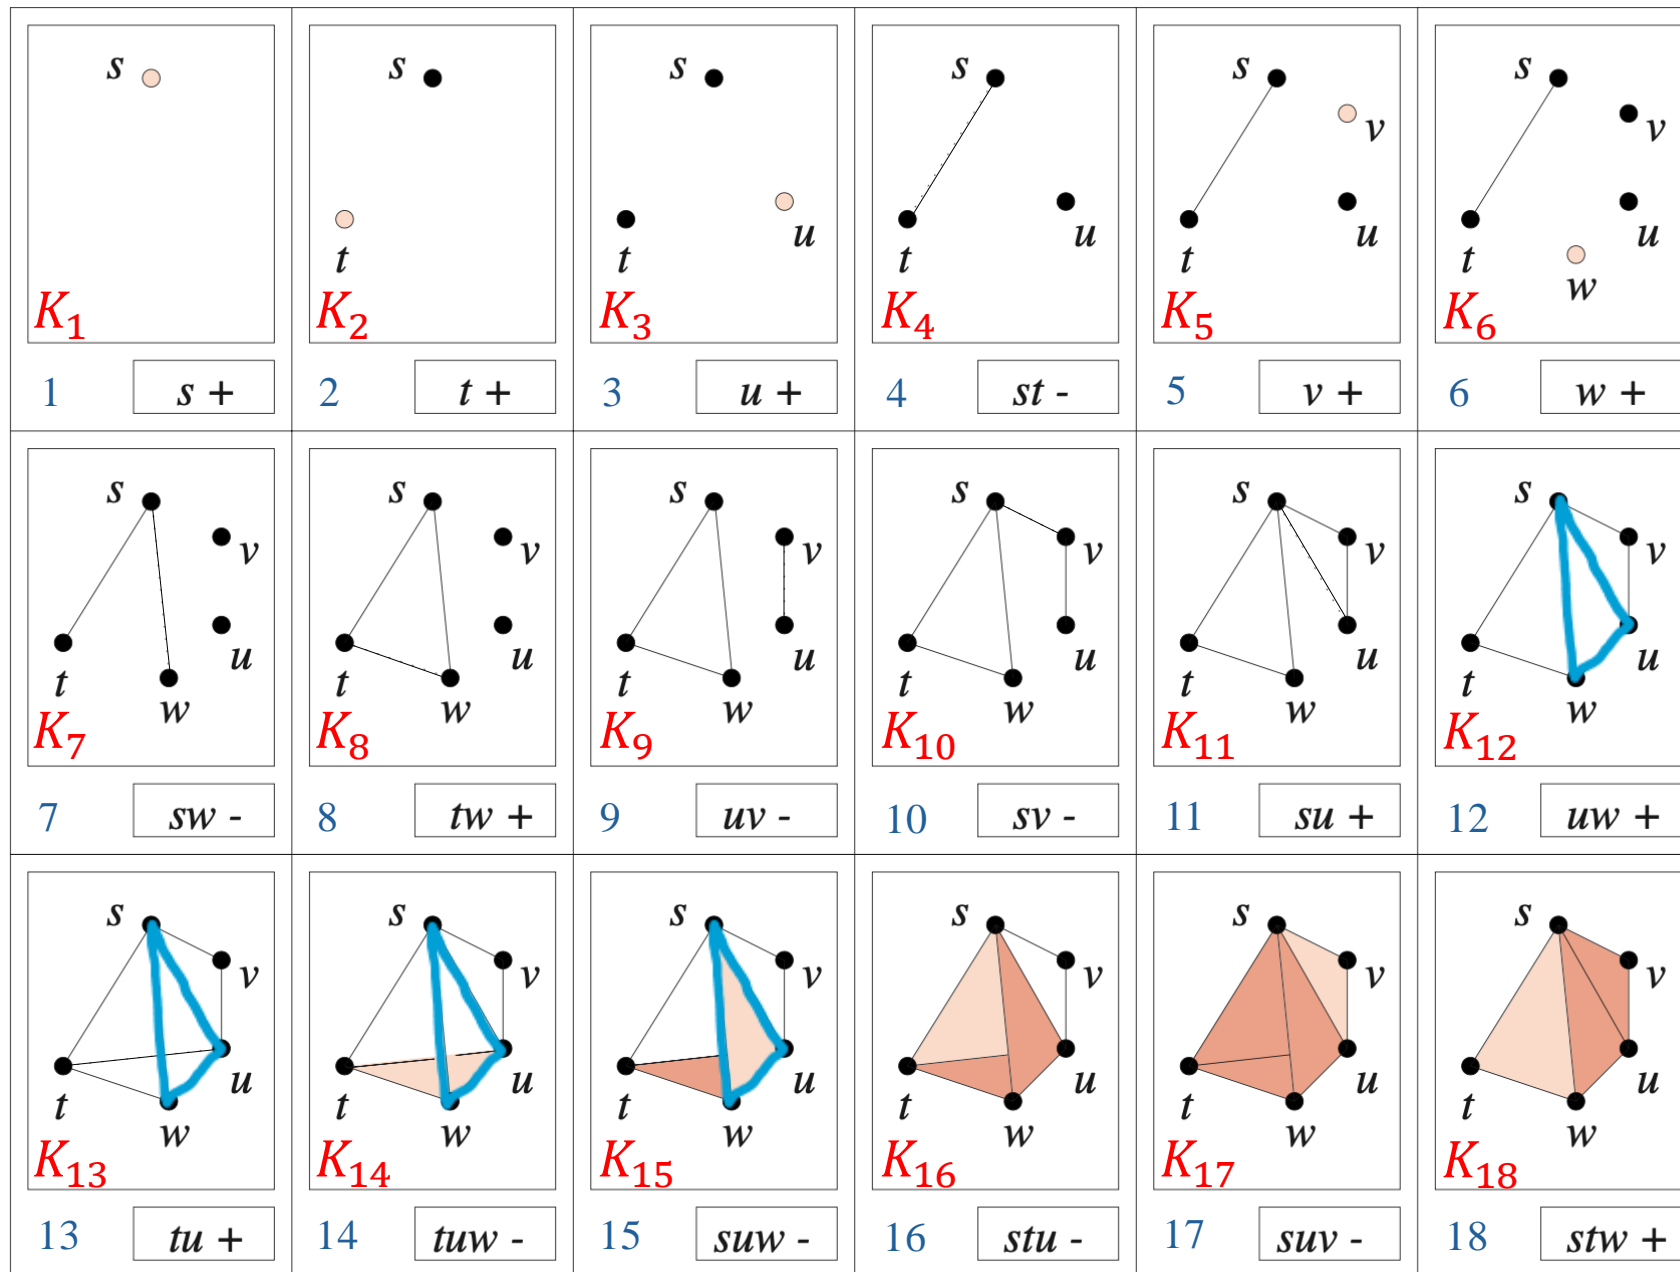 s s s s s s
v v
u u u u
t t t t t
w
K1 K2 K3 K4 K5 K6
1 s + 2 t + 3 u + 4 st - 5 v + 6 w +
s s s s s s
v v v v v v
u u u u u u
t t t t t t
w w w w w w
K7 K8 K9 K10 K11 K12
7 sw - 8 tw + 9 uv - 10 sv - 11 su + 12 uw +
s s s s s s
v v v v v v
u u u u u u
t t t t t t
w w w w w w
K13 K14 K15 K16 K17 K18
13 tu + 14 tuw - 15 suw - 16 stu - 17 suv - 18 stw +